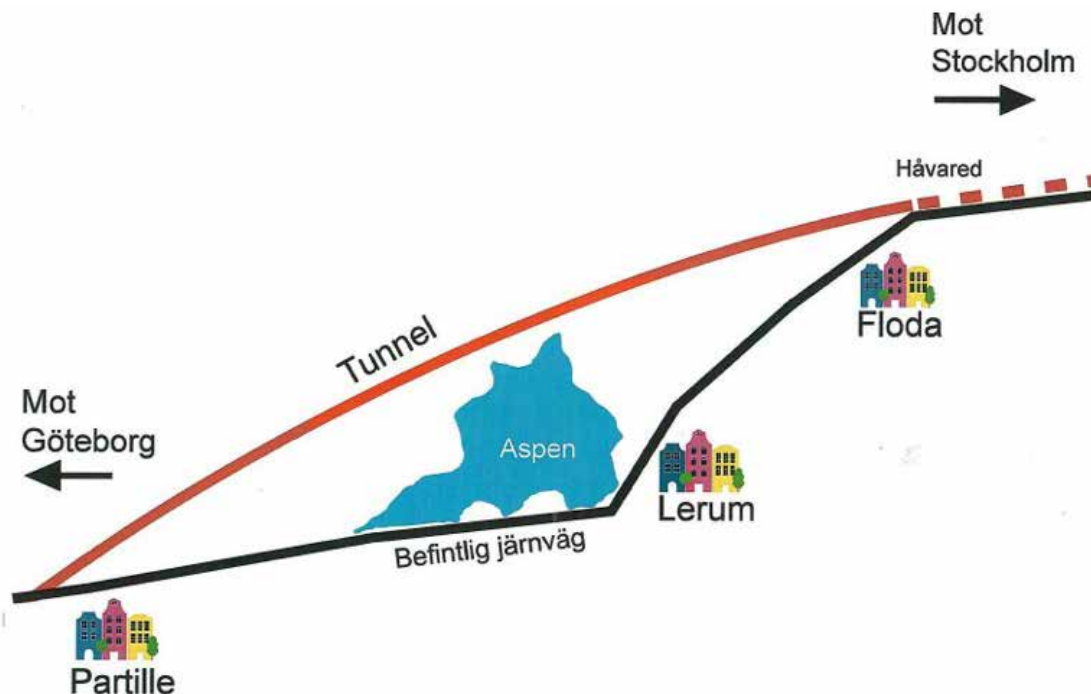 Mot
Stockholm
Håvared
Floda
Tunnel
Mot
Göteborg
Aspen
Lerum
Befintlig järnväg
Partille